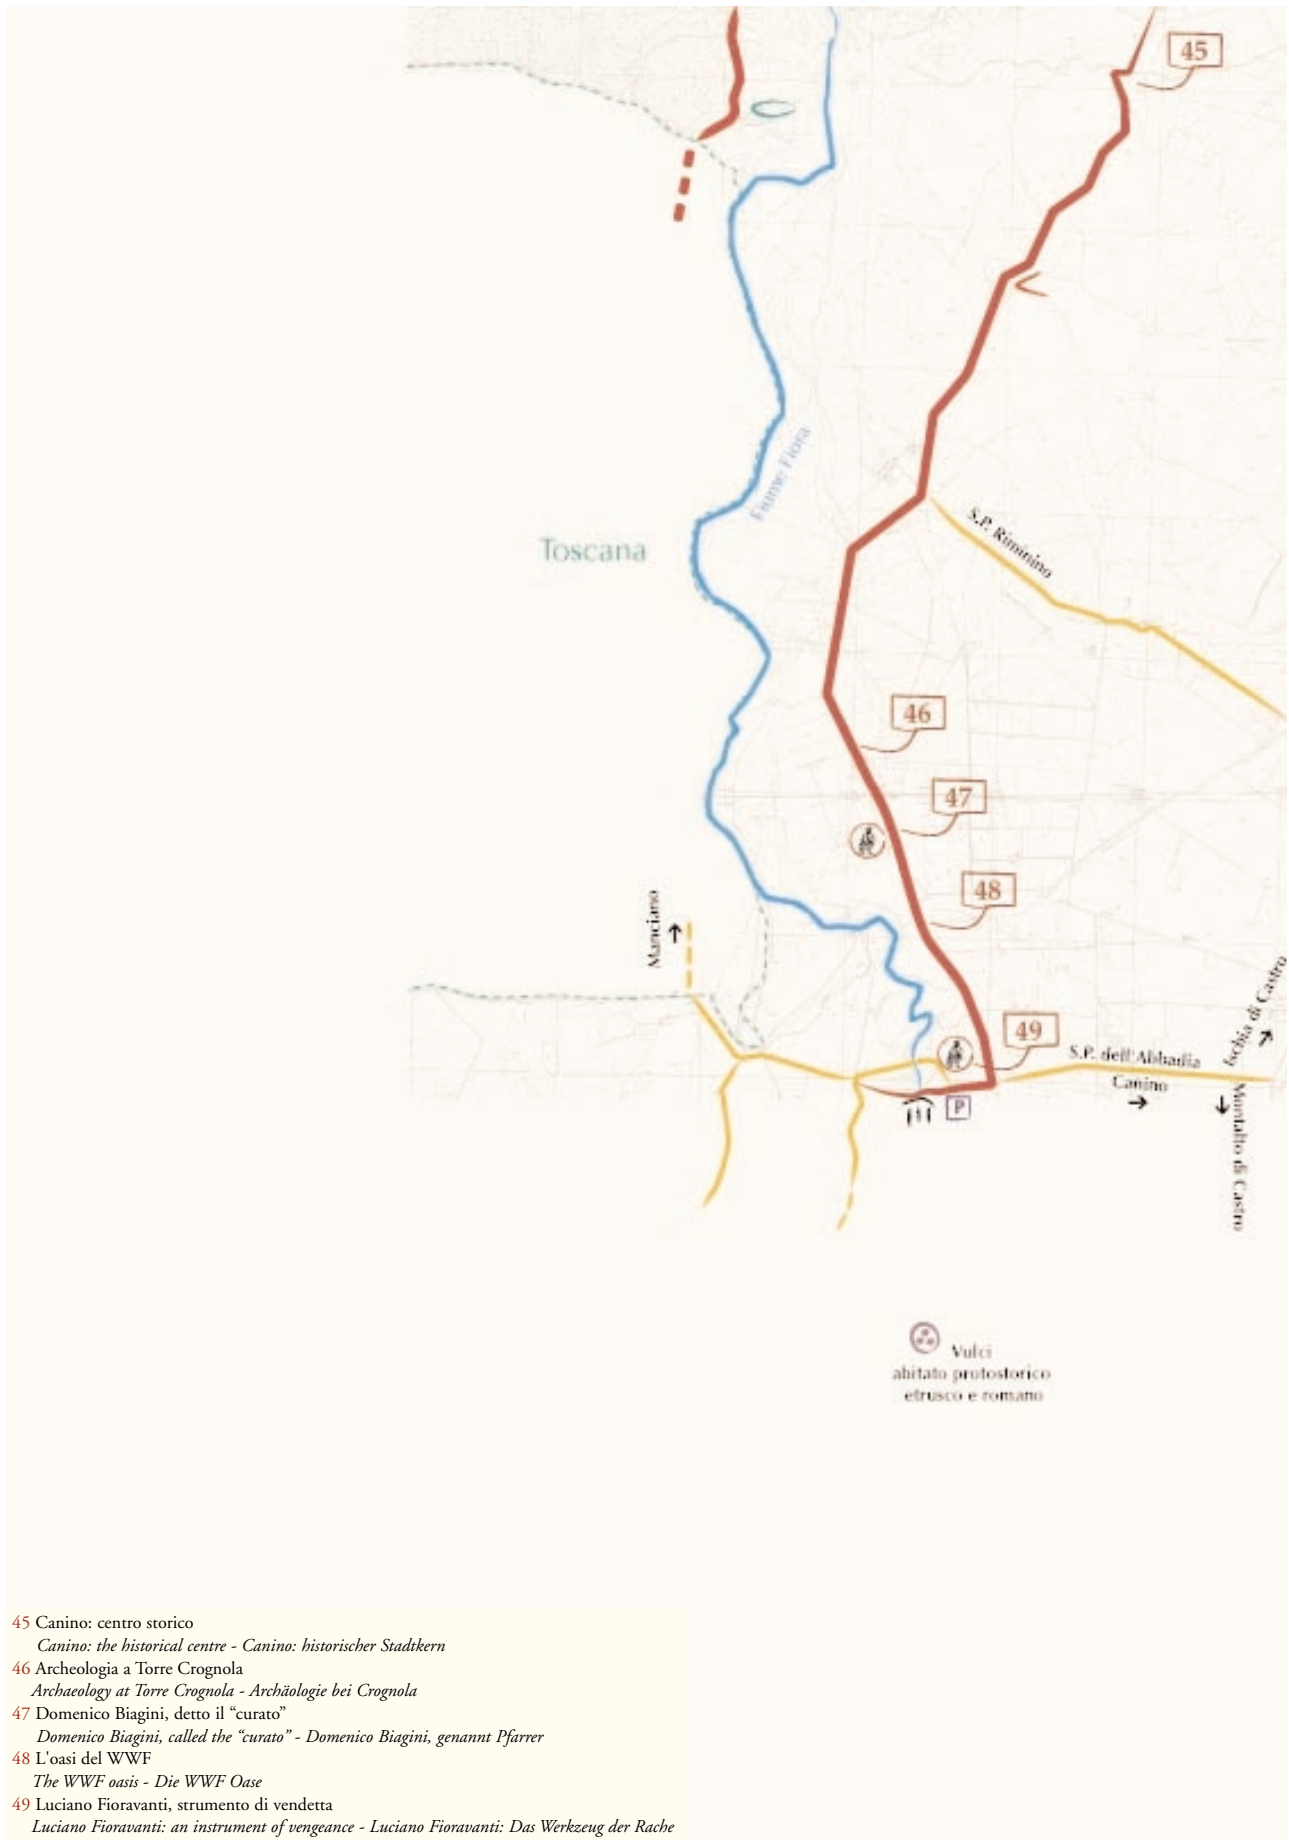 45
Fiume Fiora
S.P. Riminino
Toscana
46
47
48
Manciano
49
Ischia di Castro
S.P. dell'Abbadia
Canino
P
Montalto di Castro
Vulci
abitato protostorico
etrusco e romano
45 Canino: centro storico
Canino: the historical centre - Canino: historischer Stadtkern
46 Archeologia a Torre Crognola
Archaeology at Torre Crognola - Archäologie bei Crognola
47 Domenico Biagini, detto il “curato”
Domenico Biagini, called the “curato” - Domenico Biagini, genannt Pfarrer
48 L'oasi del WWF
The WWF oasis - Die WWF Oase
49 Luciano Fioravanti, strumento di vendetta
Luciano Fioravanti: an instrument of vengeance - Luciano Fioravanti: Das Werkzeug der Rache